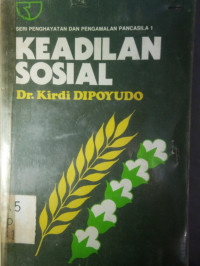 SERI PENGHAYATAN DAN PENGAMALAN PANCASILA 1
KEADILAN
SOSIAL
Dr. Kirdi DIPOYUDO
5